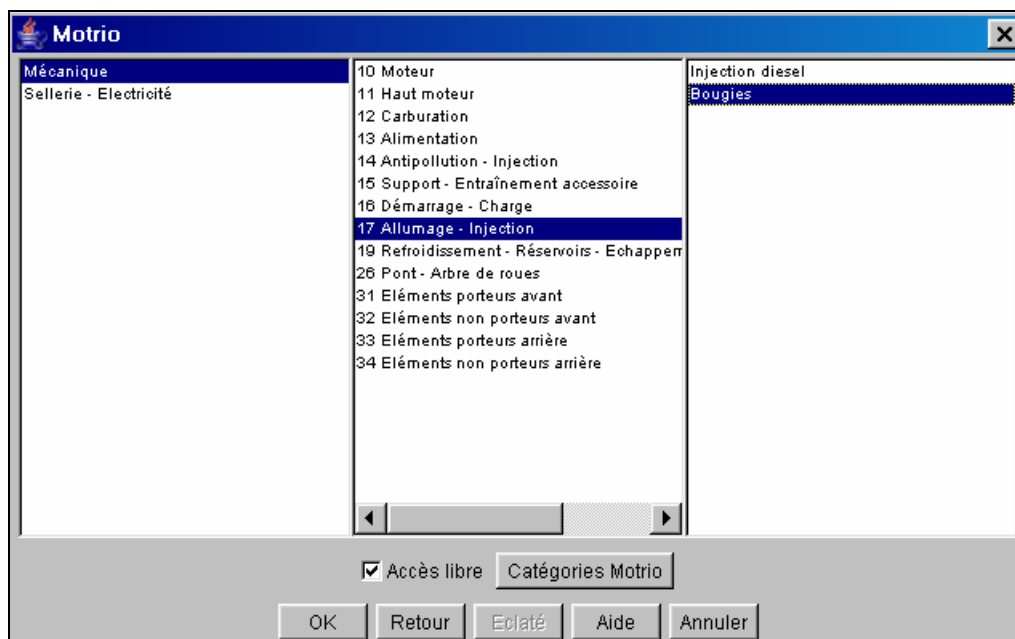 Motrio
Mécanique
Sellerie - Electricité
10 Moteur
11 Haut moteur
12 Carburation
13 Alimentation
14 Antipollution - Injection
15 Support - Entraînement accessoire
16 Démarrage - Charge
17 Allumage - Injection
19 Refroidissement - Réservoirs - Echappem
26 Pont - Arbre de roues
31 Eléments porteurs avant
32 Eléments non porteurs avant
33 Eléments porteurs arrière
34 Eléments non porteurs arrière
Injection diesel
Bougies
Accès libre Catégories Motrio
OK Retour Eclaté Aide Annuler